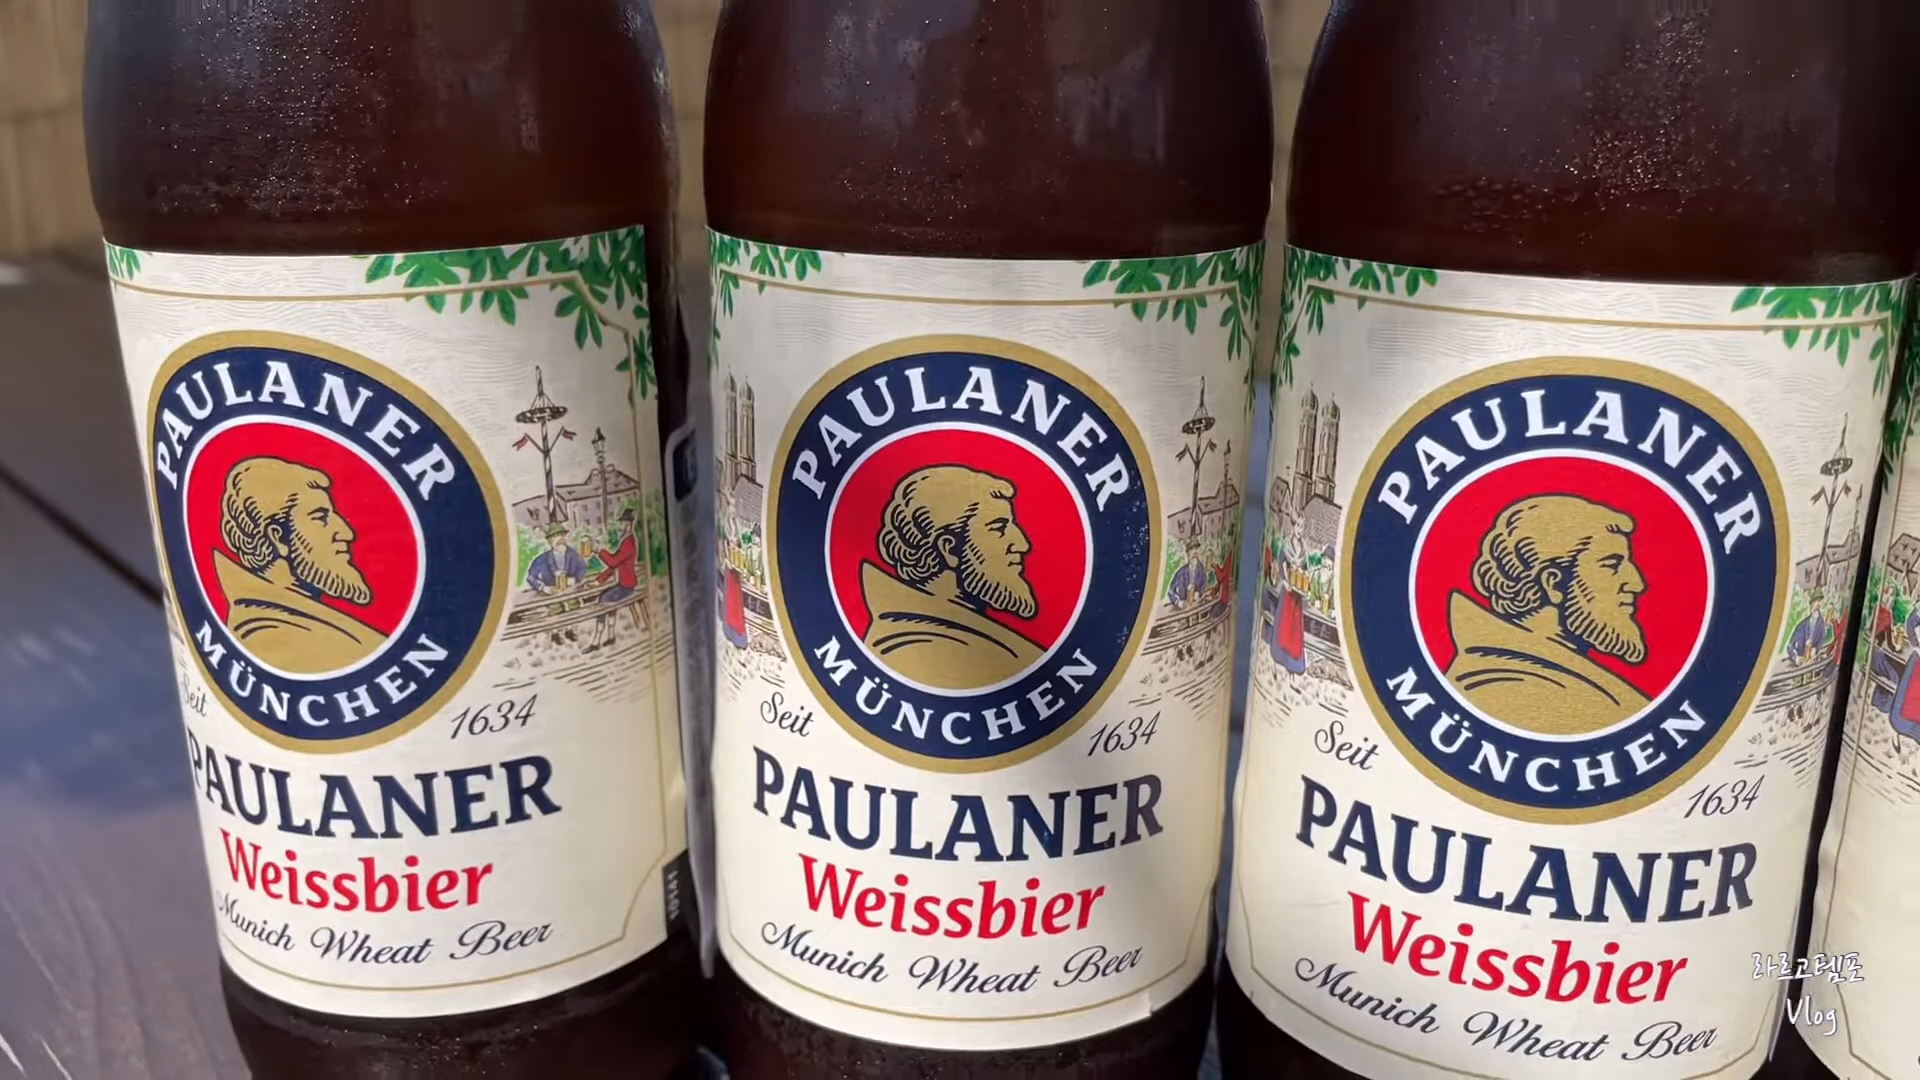 PAULANER
MÜNCHEN
Seit 1634
PAULANER
Weissbier
Munich Wheat Beer
10141
PAULANER
MÜNCHEN
Seit 1634
PAULANER
Weissbier
Munich Wheat Beer
PAULANER
MÜNCHEN
Seit 1634
PAULANER
Weissbier
Munich Wheat Beer
라르고템포
Vlog